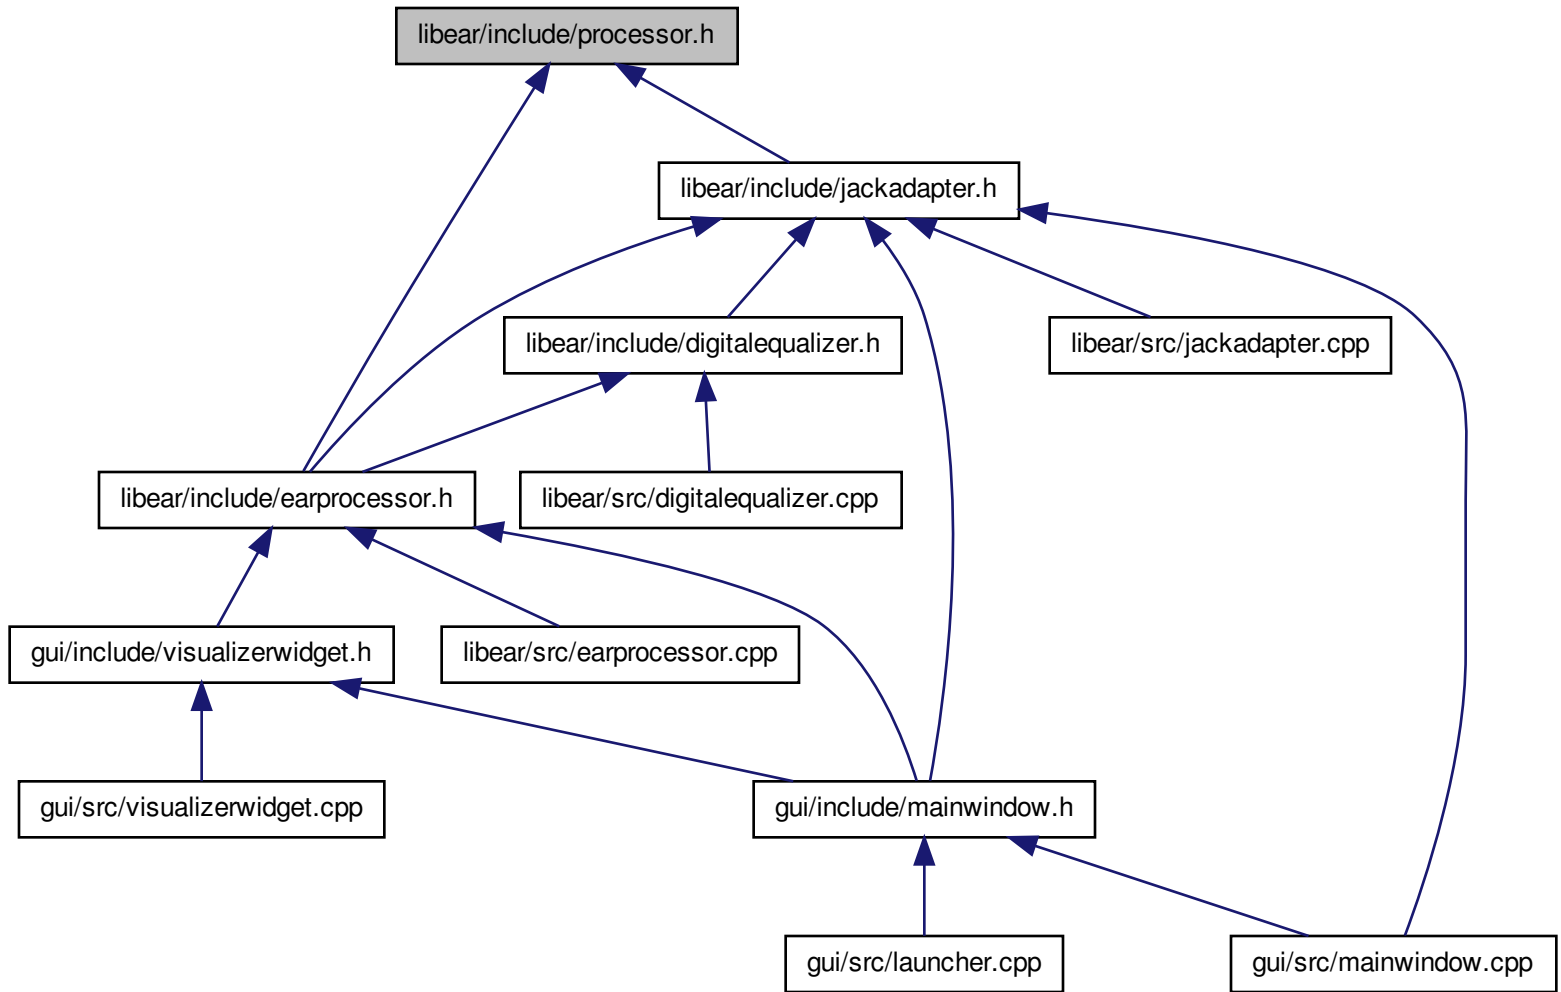 libear/include/processor.h
libear/include/jackadapter.h
libear/include/digitalequalizer.h
libear/src/jackadapter.cpp
libear/include/earprocessor.h
libear/src/digitalequalizer.cpp
gui/include/visualizerwidget.h
libear/src/earprocessor.cpp
gui/src/visualizerwidget.cpp
gui/include/mainwindow.h
gui/src/launcher.cpp
gui/src/mainwindow.cpp